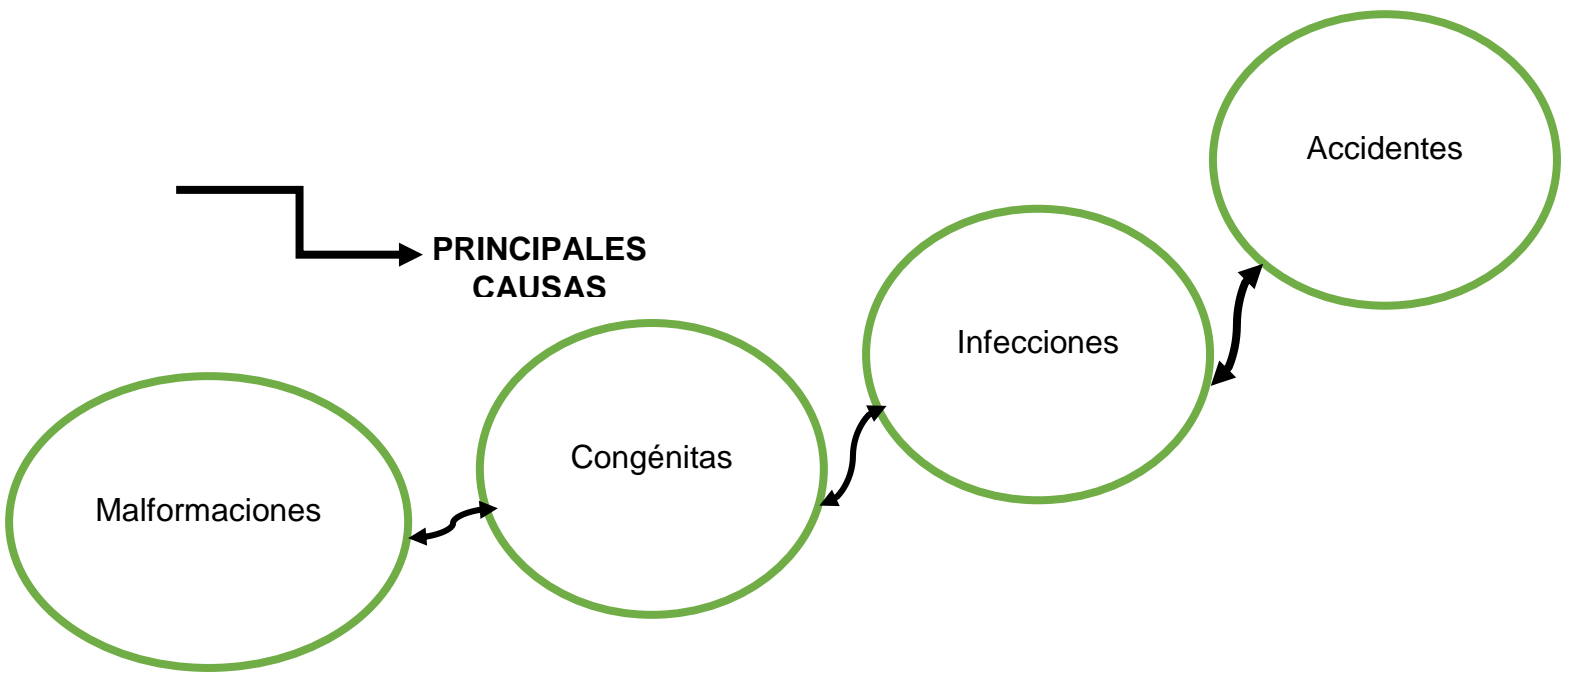 PRINCIPALES
CAUSAS
Malformaciones
Congénitas
Infecciones
Accidentes